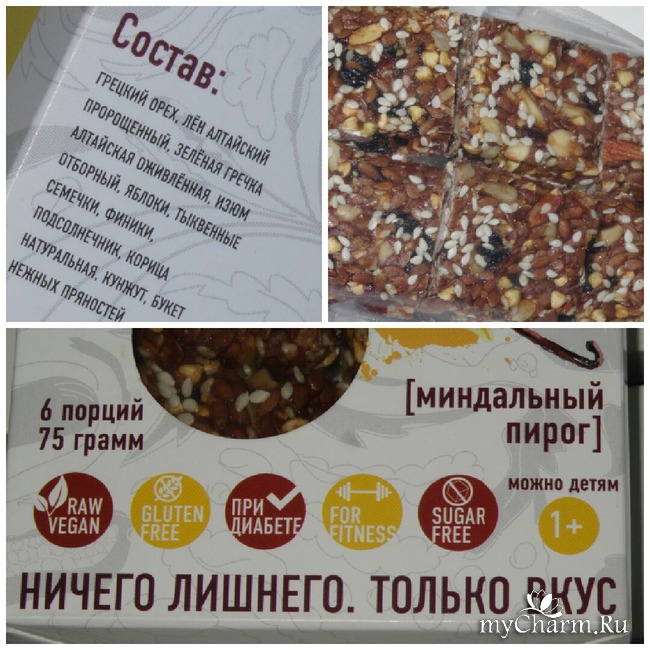 Состав:
ГРЕЦКИЙ ОРЕХ, ЛЁН АЛТАЙСКИЙ
ПРОРОЩЕННЫЙ, ЗЕЛЁНАЯ ГРЕЧКА
АЛТАЙСКАЯ ОЖИВЛЁННАЯ, ИЗЮМ
ОТБОРНЫЙ, ЯБЛОКИ, ТЫКВЕННЫЕ
СЕМЕЧКИ, ФИНИКИ,
ПОДСОЛНЕЧНИК, КОРИЦА
НАТУРАЛЬНАЯ, КУНЖУТ, БУКЕТ
НЕЖНЫХ ПРЯНОСТЕЙ
6 порций
75 грамм
[миндальный
пирог]
RAW
VEGAN
GLUTEN
FREE
ПРИ
ДИАБЕТЕ
FOR
FITNESS
SUGAR
FREE
можно детям
1+
НИЧЕГО ЛИШНЕГО. ТОЛЬКО ВКУС
myCharm.Ru